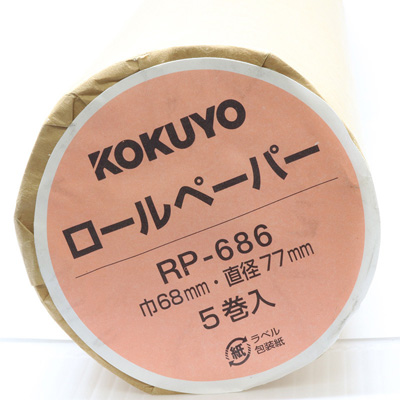 KOKUYO
ロールペーパー
RP-686
巾68mm・直径77mm
5巻入
紙 ラベル
包装紙